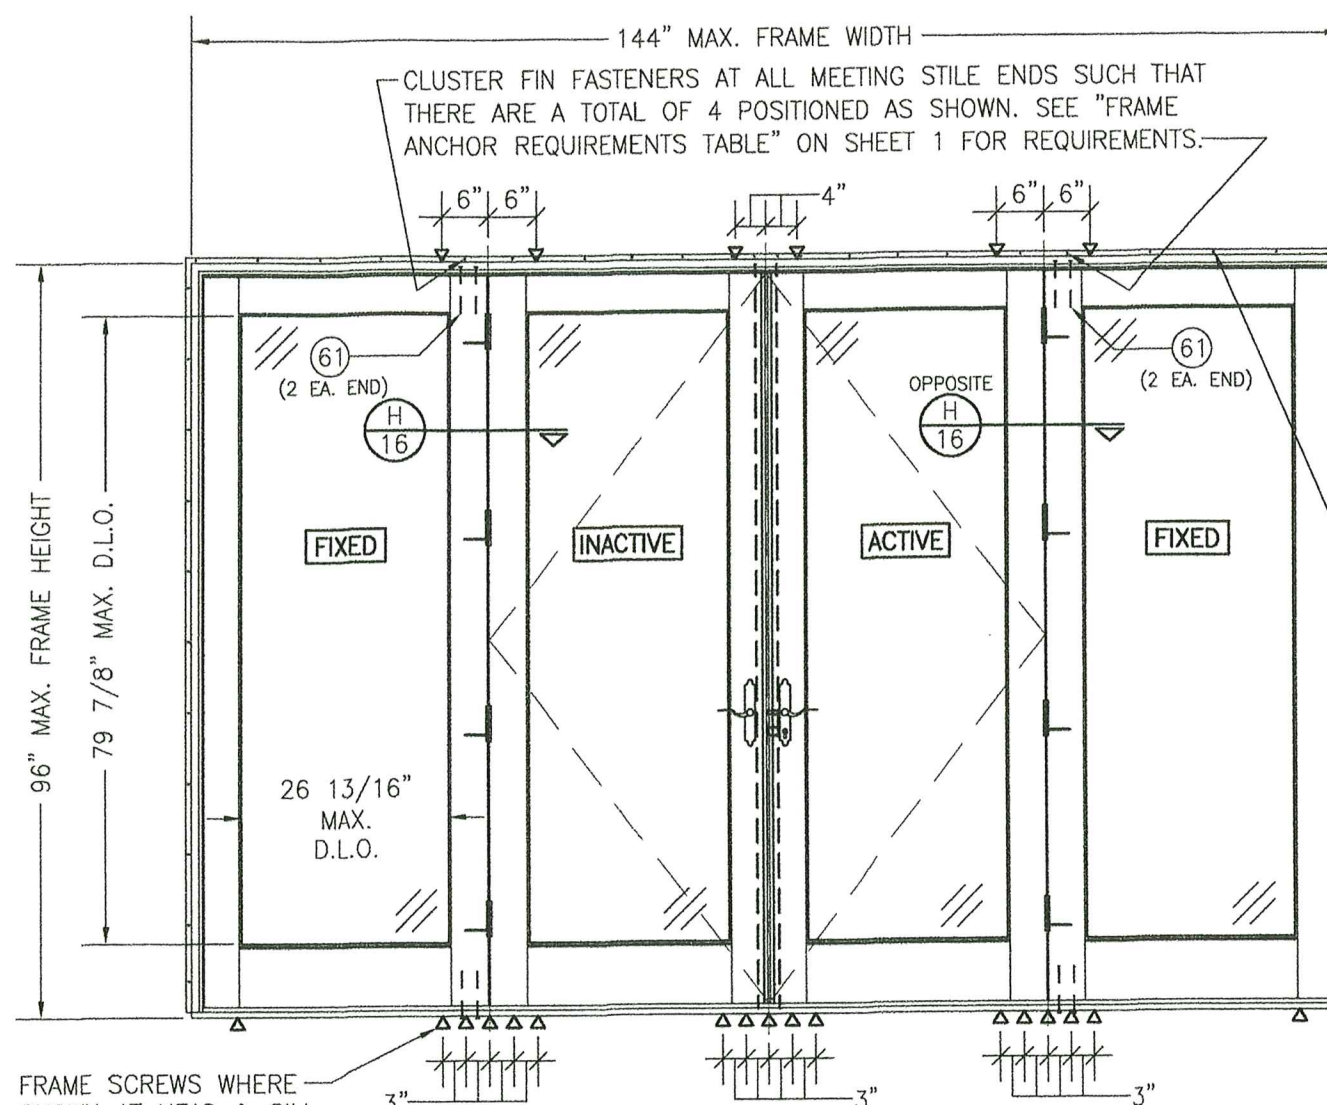 144" MAX. FRAME WIDTH
CLUSTER FIN FASTENERS AT ALL MEETING STILE ENDS SUCH THAT
THERE ARE A TOTAL OF 4 POSITIONED AS SHOWN. SEE "FRAME
ANCHOR REQUIREMENTS TABLE" ON SHEET 1 FOR REQUIREMENTS.
6" 6"
4"
6" 6"
61
(2 EA. END)
61
(2 EA. END)
H
16
OPPOSITE
H
16
96" MAX. FRAME HEIGHT
79 7/8" MAX. D.L.O.
FIXED
INACTIVE
ACTIVE
FIXED
26 13/16"
MAX.
D.L.O.
FRAME SCREWS WHERE
3"
3"
3"